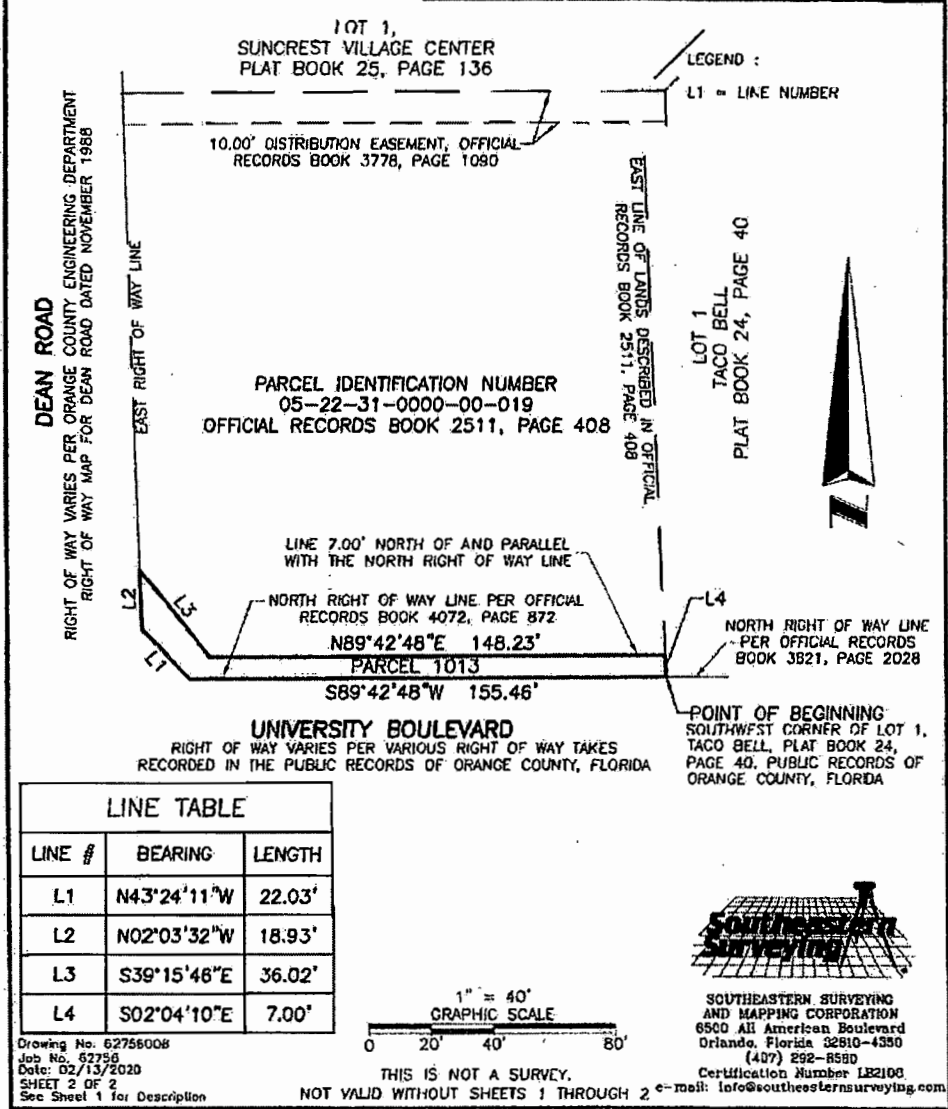 LOT 1,
SUNCREST VILLAGE CENTER
PLAT BOOK 25, PAGE 136
LEGEND :
L1 = LINE NUMBER
10.00' DISTRIBUTION EASEMENT, OFFICIAL
RECORDS BOOK 3778, PAGE 1090
DEAN ROAD
RIGHT OF WAY VARIES PER ORANGE COUNTY ENGINEERING DEPARTMENT
RIGHT OF WAY MAP FOR DEAN ROAD DATED NOVEMBER 1988
EAST RIGHT OF WAY LINE
EAST LINE OF LANDS DESCRIBED IN OFFICIAL
RECORDS BOOK 2511, PAGE 408
LOT 1
TACO BELL
PLAT BOOK 24, PAGE 40
PARCEL IDENTIFICATION NUMBER
05-22-31-0000-00-019
OFFICIAL RECORDS BOOK 2511, PAGE 408
LINE 7.00' NORTH OF AND PARALLEL
WITH THE NORTH RIGHT OF WAY LINE
L2
L3
L1
NORTH RIGHT OF WAY LINE PER OFFICIAL
RECORDS BOOK 4072, PAGE 872
L4
N89°42'48"E 148.23'
PARCEL 1013
S89°42'48"W 155.46'
NORTH RIGHT OF WAY LINE
PER OFFICIAL RECORDS
BOOK 3821, PAGE 2028
UNIVERSITY BOULEVARD
RIGHT OF WAY VARIES PER VARIOUS RIGHT OF WAY TAKES
RECORDED IN THE PUBLIC RECORDS OF ORANGE COUNTY, FLORIDA
POINT OF BEGINNING
SOUTHWEST CORNER OF LOT 1,
TACO BELL, PLAT BOOK 24,
PAGE 40, PUBLIC RECORDS OF
ORANGE COUNTY, FLORIDA
LINE TABLE
LINE # BEARING LENGTH
L1 N43°24'11"W 22.03'
L2 N02°03'32"W 18.93'
L3 S39°15'46"E 36.02'
L4 S02°04'10"E 7.00'
Drawing No. 62756008
Job No. 62756
Date: 02/13/2020
SHEET 2 OF 2
See Sheet 1 for Description
1" = 40'
GRAPHIC SCALE
0 20' 40' 80'
THIS IS NOT A SURVEY.
NOT VALID WITHOUT SHEETS 1 THROUGH 2
Southeastern
Surveying
SOUTHEASTERN SURVEYING
AND MAPPING CORPORATION
6500 All American Boulevard
Orlando, Florida 32810-4350
(407) 292-8580
Certification Number LB2108
e-mail: info@southeasternsurveying.com